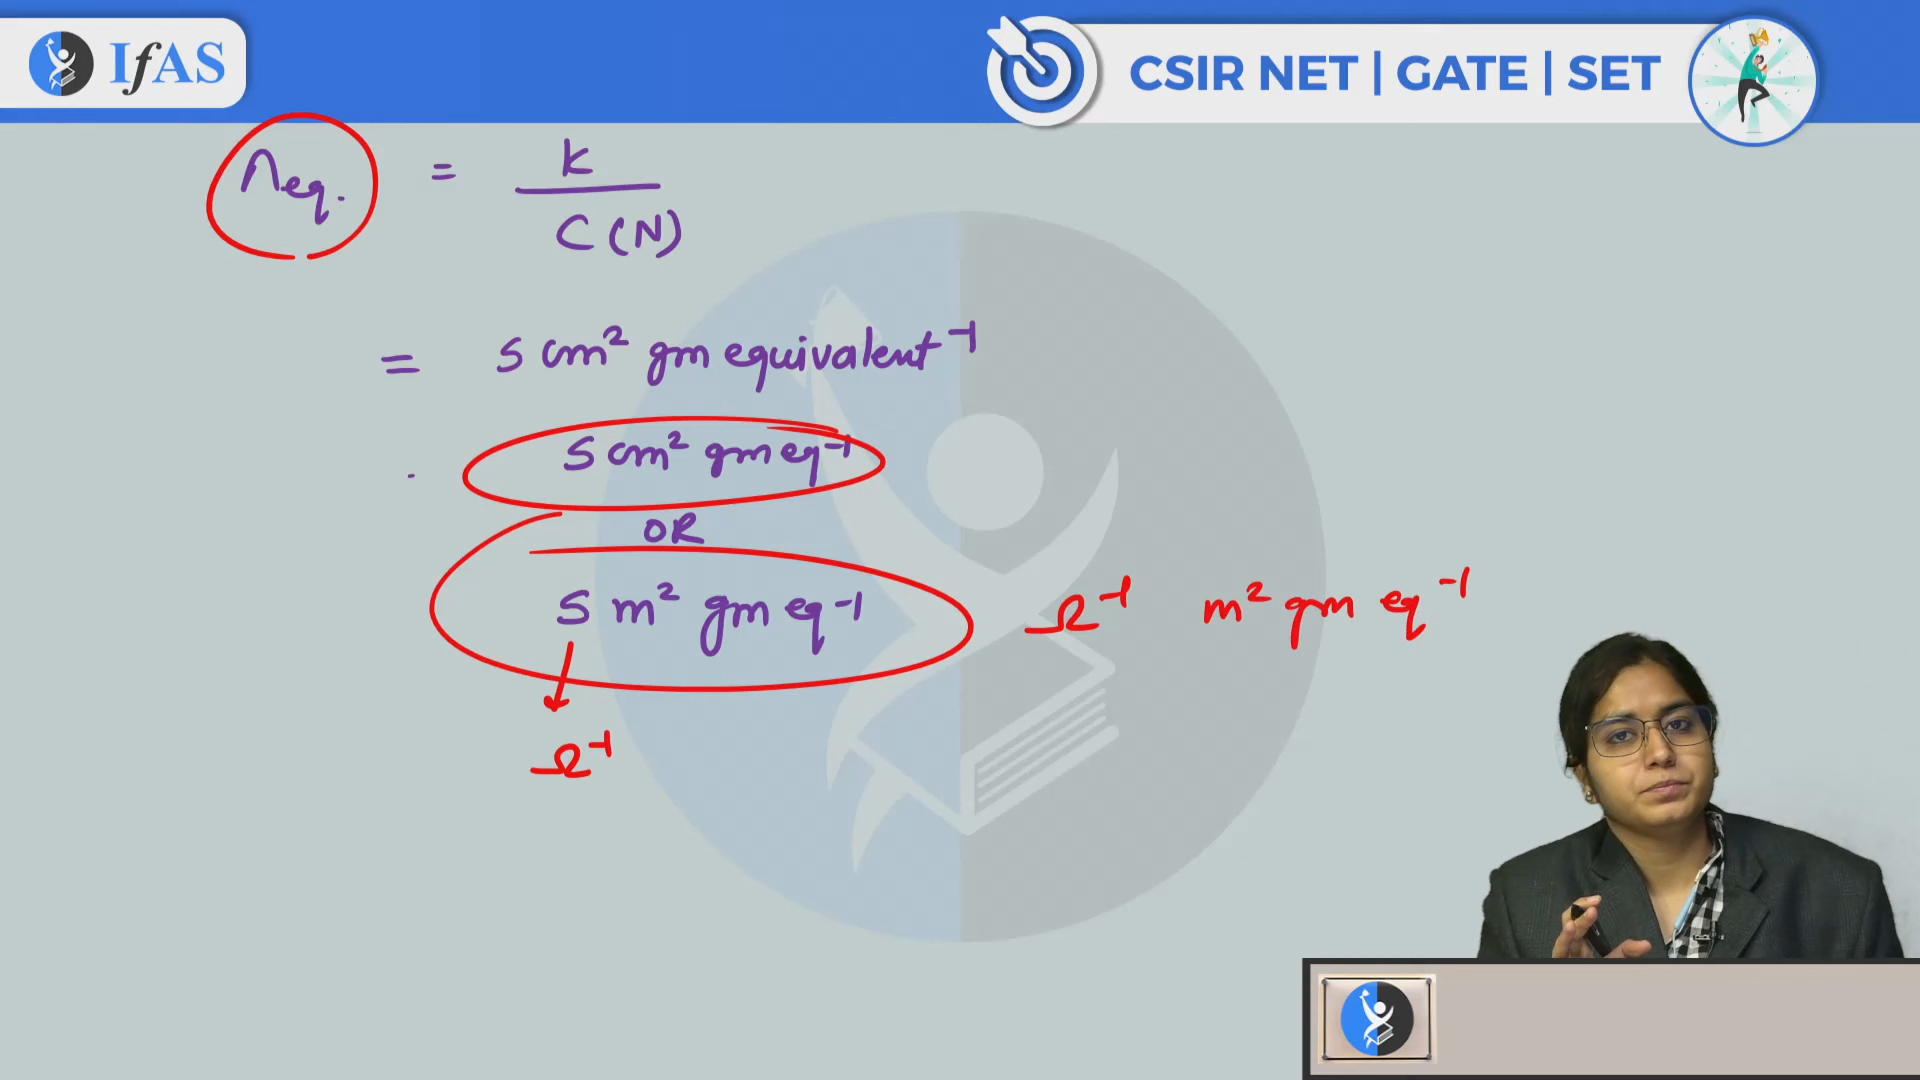 IfAS
CSIR NET | GATE | SET
Λeq. = k / C(N)
= S cm² gm equivalent⁻¹
S cm² gm eq⁻¹
OR
S m² gm eq⁻¹ Ω⁻¹ m² gm eq⁻¹
Ω⁻¹